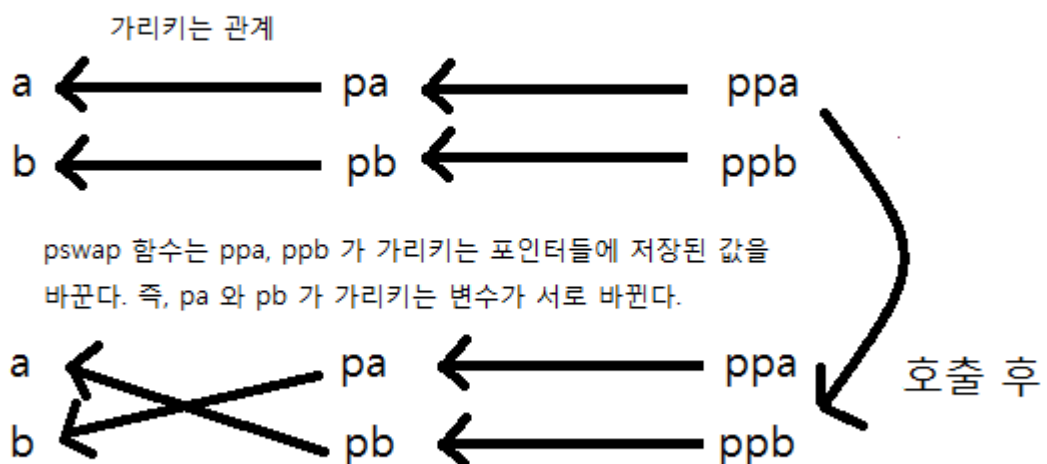 가리키는 관계
a pa ppa
b pb ppb
pswap 함수는 ppa, ppb 가 가리키는 포인터들에 저장된 값을
바꾼다. 즉, pa 와 pb 가 가리키는 변수가 서로 바뀐다.
a pa ppa
호출 후
b pb ppb